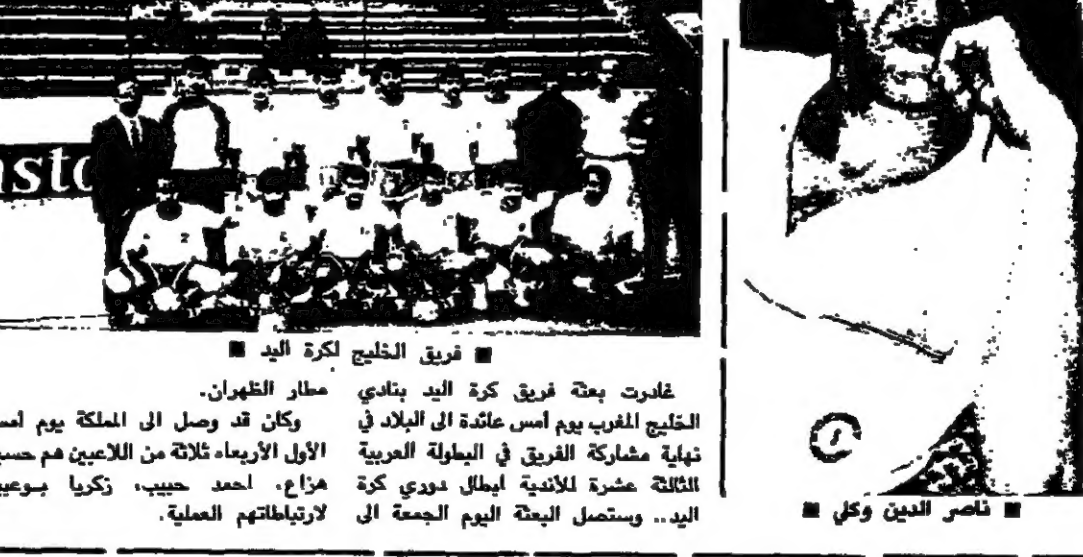 nsto
■ فريق الخليج لكرة اليد ■
غادرت بعثة فريق كرة اليد بنادي
الخليج المغرب يوم أمس عائدة الى البلاد في
نهاية مشاركة الفريق في البطولة العربية
الثالثة عشرة للأندية ابطال دوري كرة
اليد.. وستصل البعثة اليوم الجمعة الى
مطار الظهران.
وكان قد وصل الى المملكة يوم أمس
الأول الأربعاء ثلاثة من اللاعبين هم
هزاع، احمد حبيب، زكريا
لارتباطاتهم العملية.
■ ناصر الدين وكلي ■